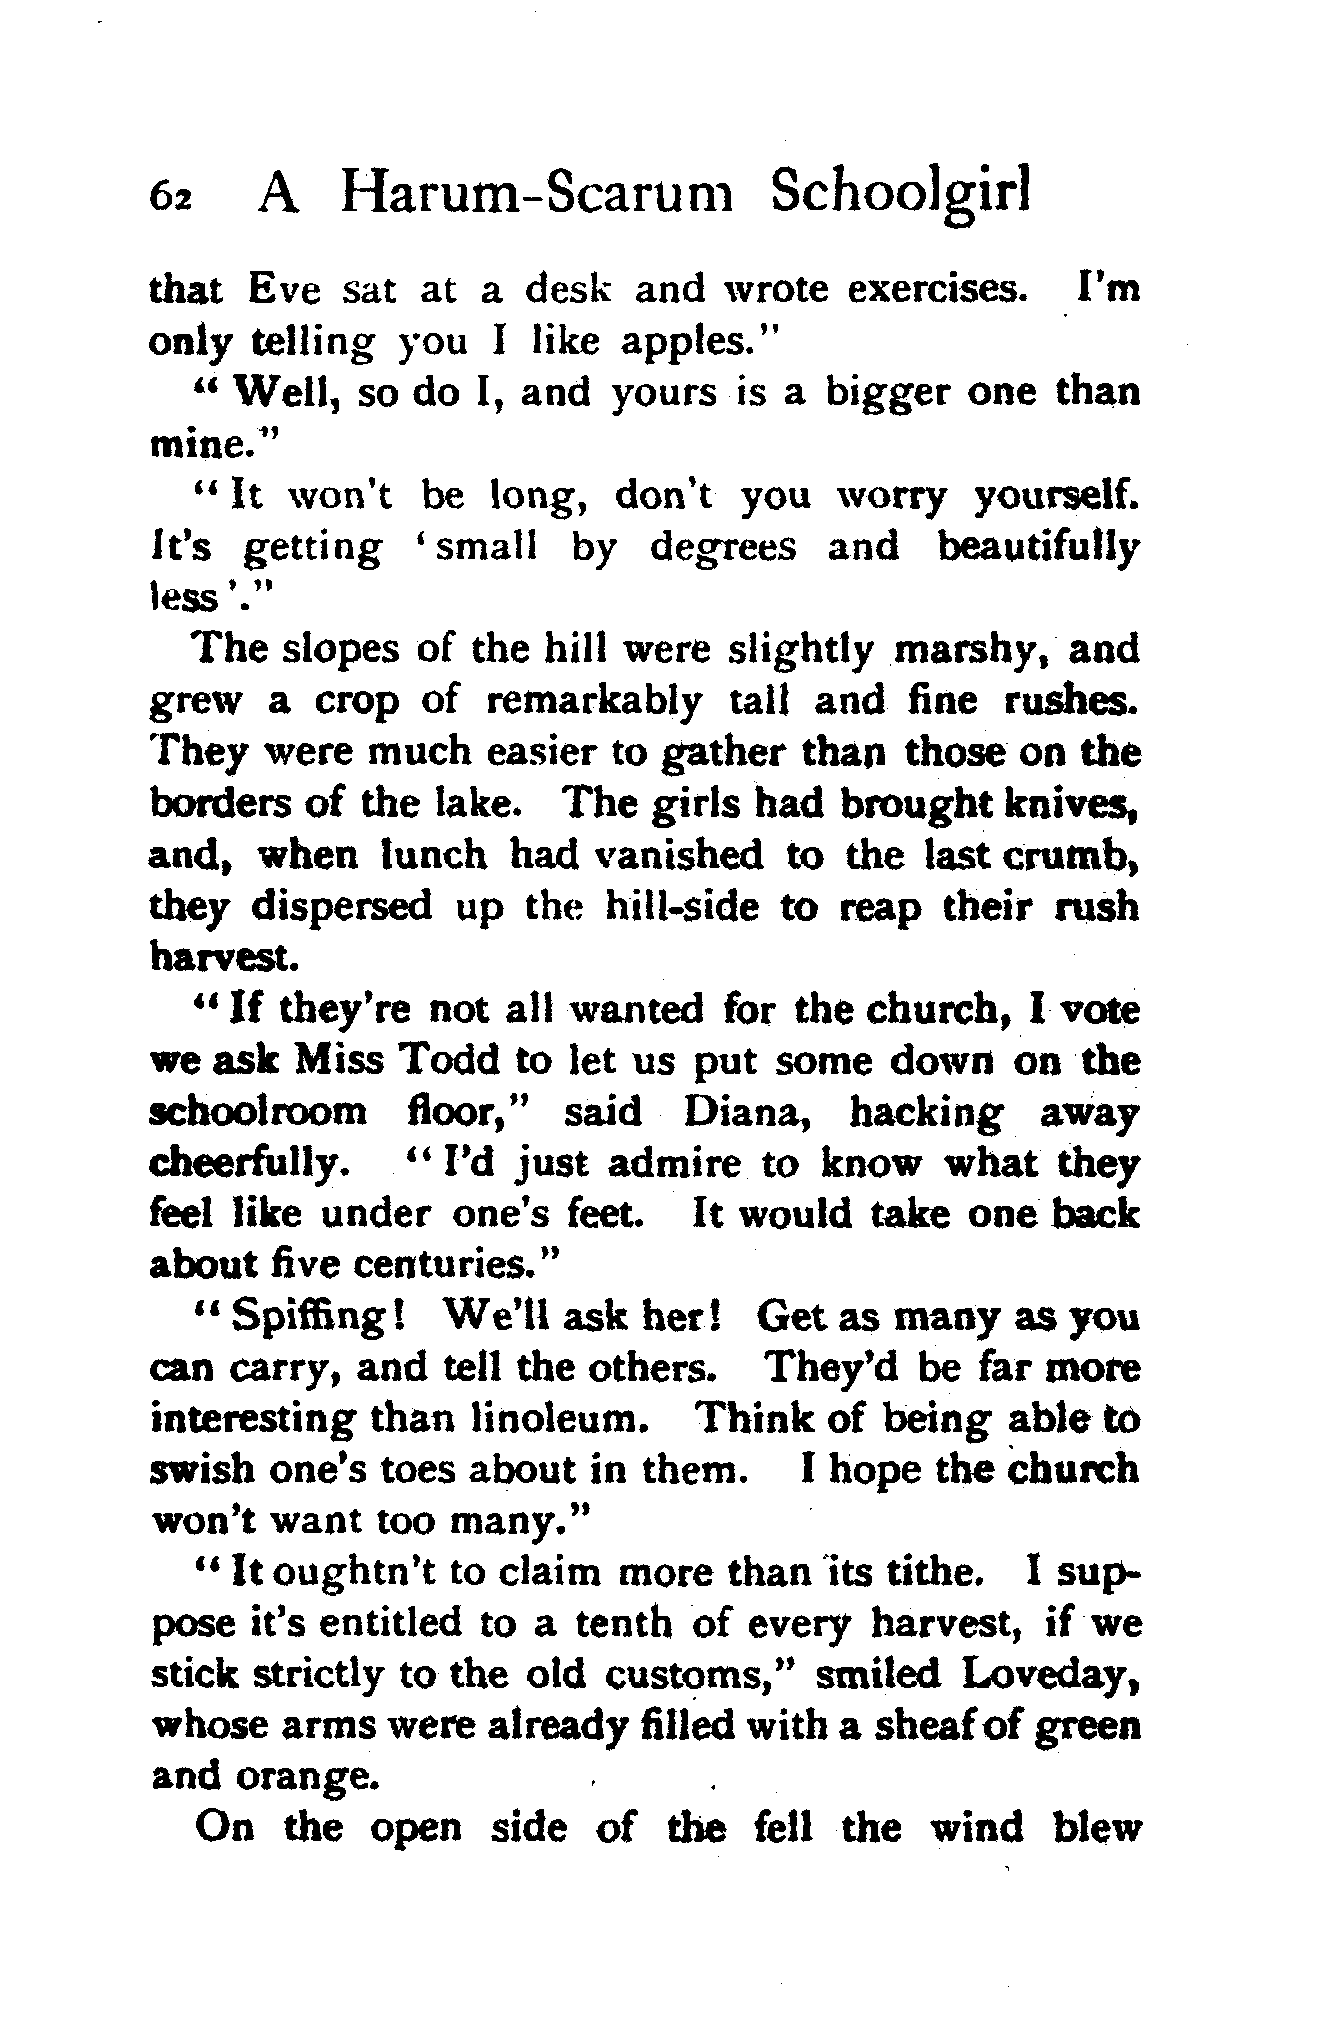 62 A Harum-Scarum Schoolgirl
that Eve sat at a desk and wrote exercises. I'm
only telling you I like apples."
" Well, so do I, and yours is a bigger one than
mine."
" It won't be long, don't you worry yourself.
It's getting ' small by degrees and beautifully
less '."
The slopes of the hill were slightly marshy, and
grew a crop of remarkably tall and fine rushes.
They were much easier to gather than those on the
borders of the lake. The girls had brought knives,
and, when lunch had vanished to the last crumb,
they dispersed up the hill-side to reap their rush
harvest.
" If they're not all wanted for the church, I vote
we ask Miss Todd to let us put some down on the
schoolroom floor," said Diana, hacking away
cheerfully. " I'd just admire to know what they
feel like under one's feet. It would take one back
about five centuries."
" Spiffing! We'll ask her! Get as many as you
can carry, and tell the others. They'd be far more
interesting than linoleum. Think of being able to
swish one's toes about in them. I hope the church
won't want too many."
" It oughtn't to claim more than its tithe. I sup-
pose it's entitled to a tenth of every harvest, if we
stick strictly to the old customs," smiled Loveday,
whose arms were already filled with a sheaf of green
and orange.
On the open side of the fell the wind blew